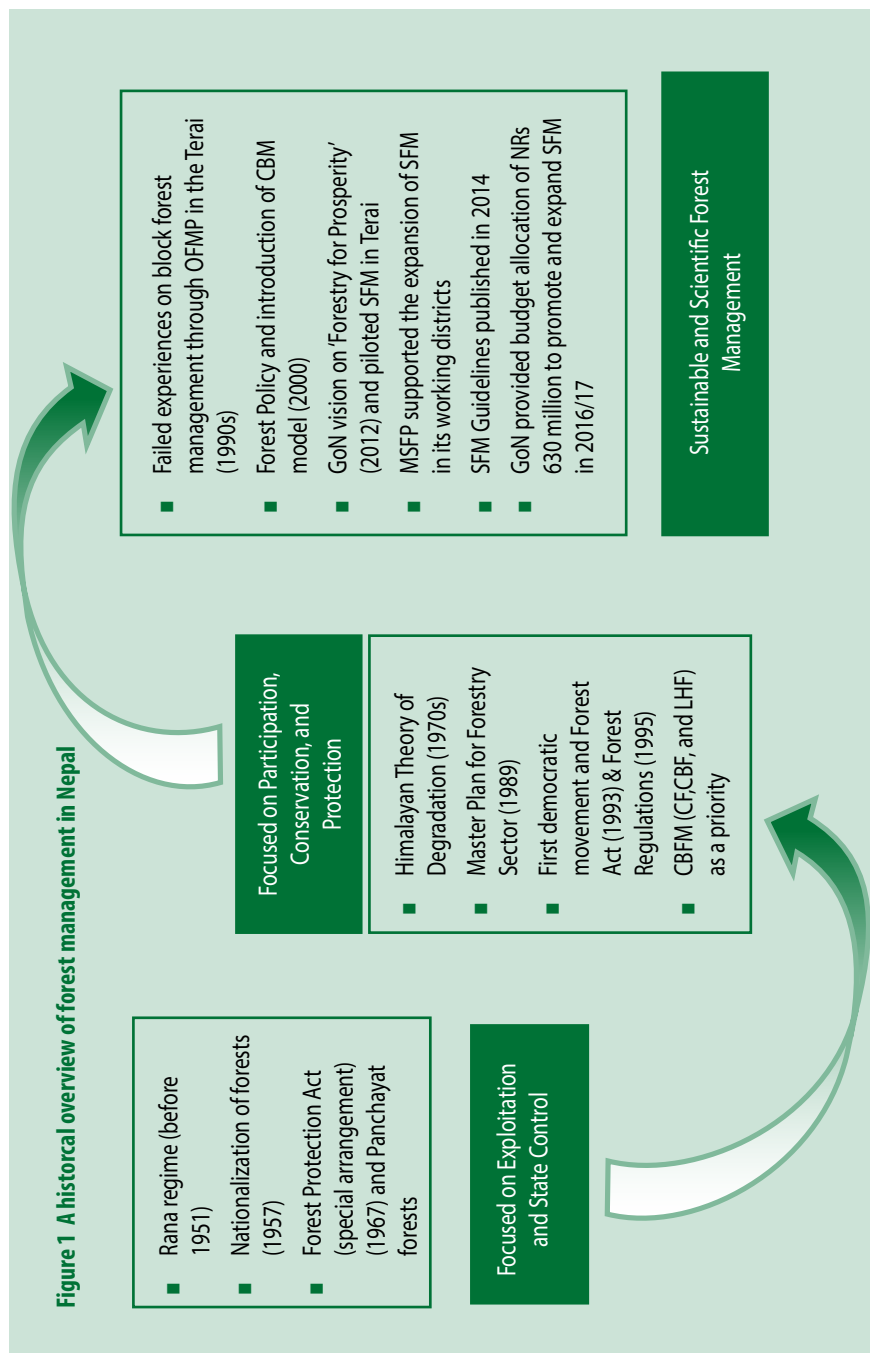 Figure 1 A historcal overview of forest management in Nepal
Rana regime (before
1951)
Nationalization of forests
(1957)
Forest Protection Act
(special arrangement)
(1967) and Panchayat
forests
Focused on Exploitation
and State Control
Focused on Participation,
Conservation, and
Protection
Himalayan Theory of
Degradation (1970s)
Master Plan for Forestry
Sector (1989)
First democratic
movement and Forest
Act (1993) & Forest
Regulations (1995)
CBFM (CF,CBF, and LHF)
as a priority
Failed experiences on block forest
management through OFMP in the Terai
(1990s)
Forest Policy and introduction of CBM
model (2000)
GoN vision on 'Forestry for Prosperity'
(2012) and piloted SFM in Terai
MSFP supported the expansion of SFM
in its working districts
SFM Guidelines published in 2014
GoN provided budget allocation of NRs
630 million to promote and expand SFM
in 2016/17
Sustainable and Scientific Forest
Management